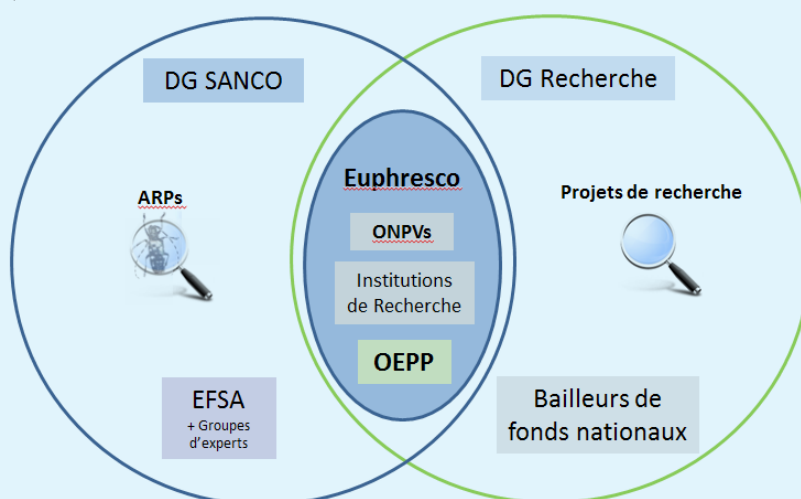 DG SANCO
DG Recherche
Euphresco
ARPs
Projets de recherche
ONPVs
Institutions
de Recherche
OEPP
EFSA
+ Groupes
d'experts
Bailleurs de
fonds nationaux